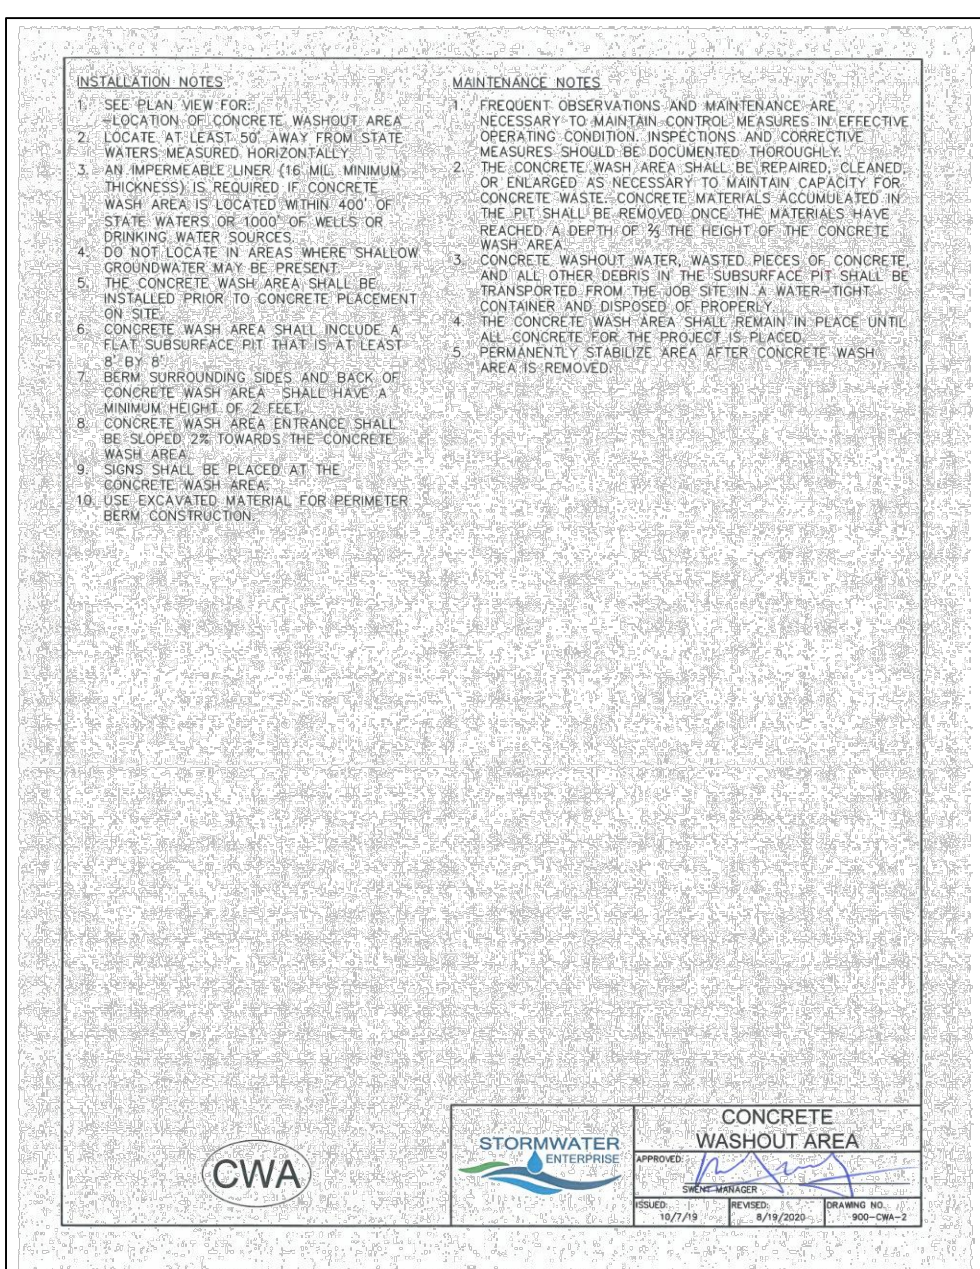 INSTALLATION NOTES
1. SEE PLAN VIEW FOR:
-LOCATION OF CONCRETE WASHOUT AREA
2. LOCATE AT LEAST 50' AWAY FROM STATE
WATERS MEASURED HORIZONTALLY.
3. AN IMPERMEABLE LINER (16 MIL. MINIMUM
THICKNESS) IS REQUIRED IF CONCRETE
WASH AREA IS LOCATED WITHIN 400' OF
STATE WATERS OR 1000' OF WELLS OR
DRINKING WATER SOURCES.
4. DO NOT LOCATE IN AREAS WHERE SHALLOW
GROUNDWATER MAY BE PRESENT.
5. THE CONCRETE WASH AREA SHALL BE
INSTALLED PRIOR TO CONCRETE PLACEMENT
ON SITE.
6. CONCRETE WASH AREA SHALL INCLUDE A
FLAT SUBSURFACE PIT THAT IS AT LEAST
8' BY 8'
7. BERM SURROUNDING SIDES AND BACK OF
CONCRETE WASH AREA SHALL HAVE A
MINIMUM HEIGHT OF 2 FEET.
8. CONCRETE WASH AREA ENTRANCE SHALL
BE SLOPED 2% TOWARDS THE CONCRETE
WASH AREA.
9. SIGNS SHALL BE PLACED AT THE
CONCRETE WASH AREA.
10. USE EXCAVATED MATERIAL FOR PERIMETER
BERM CONSTRUCTION.
MAINTENANCE NOTES
1. FREQUENT OBSERVATIONS AND MAINTENANCE ARE
NECESSARY TO MAINTAIN CONTROL MEASURES IN EFFECTIVE
OPERATING CONDITION. INSPECTIONS AND CORRECTIVE
MEASURES SHOULD BE DOCUMENTED THOROUGHLY.
2. THE CONCRETE WASH AREA SHALL BE REPAIRED, CLEANED,
OR ENLARGED AS NECESSARY TO MAINTAIN CAPACITY FOR
CONCRETE WASTE. CONCRETE MATERIALS ACCUMULATED IN
THE PIT SHALL BE REMOVED ONCE THE MATERIALS HAVE
REACHED A DEPTH OF ⅔ THE HEIGHT OF THE CONCRETE
WASH AREA.
3. CONCRETE WASHOUT WATER, WASTED PIECES OF CONCRETE,
AND ALL OTHER DEBRIS IN THE SUBSURFACE PIT SHALL BE
TRANSPORTED FROM THE JOB SITE IN A WATER-TIGHT
CONTAINER AND DISPOSED OF PROPERLY.
4. THE CONCRETE WASH AREA SHALL REMAIN IN PLACE UNTIL
ALL CONCRETE FOR THE PROJECT IS PLACED.
5. PERMANENTLY STABILIZE AREA AFTER CONCRETE WASH
AREA IS REMOVED.
CWA
STORMWATER
ENTERPRISE
CONCRETE
WASHOUT AREA
APPROVED:
SWENT MANAGER
ISSUED: 10/7/19
REVISED: 8/19/2020
DRAWING NO. 900-CWA-2